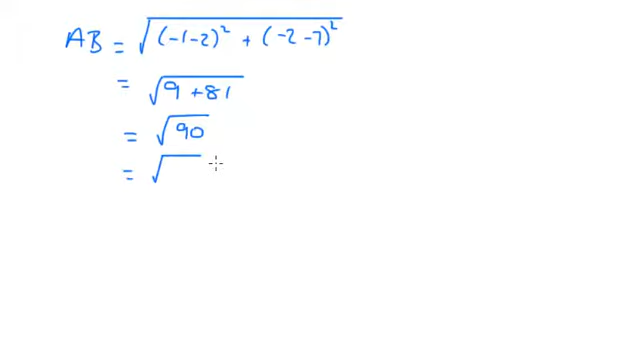 AB = √((-1-2)² + (-2-7)²)
= √(9+81)
= √90
= √